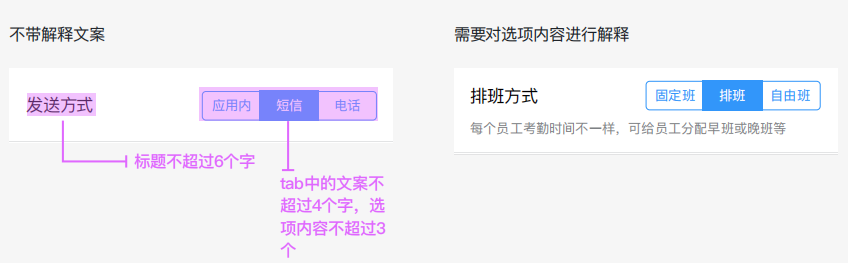 不带解释文案
需要对选项内容进行解释
发送方式
应用内 短信 电话
标题不超过6个字
tab中的文案不
超过4个字，选
项内容不超过3
个
排班方式
固定班 排班 自由班
每个员工考勤时间不一样，可给员工分配早班或晚班等